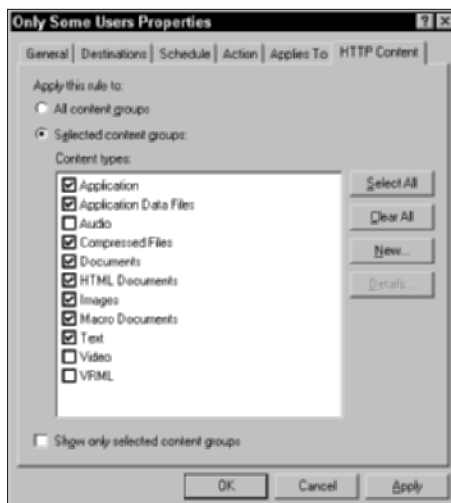 Only Some Users Properties
General Destinations Schedule Action Applies To HTTP Content
Apply this rule to:
All content groups
Selected content groups:
Content types:
Application
Application Data Files
Audio
Compressed Files
Documents
HTML Documents
Images
Macro Documents
Text
Video
VRML
Select All
Clear All
New...
Details...
Show only selected content groups
OK Cancel Apply